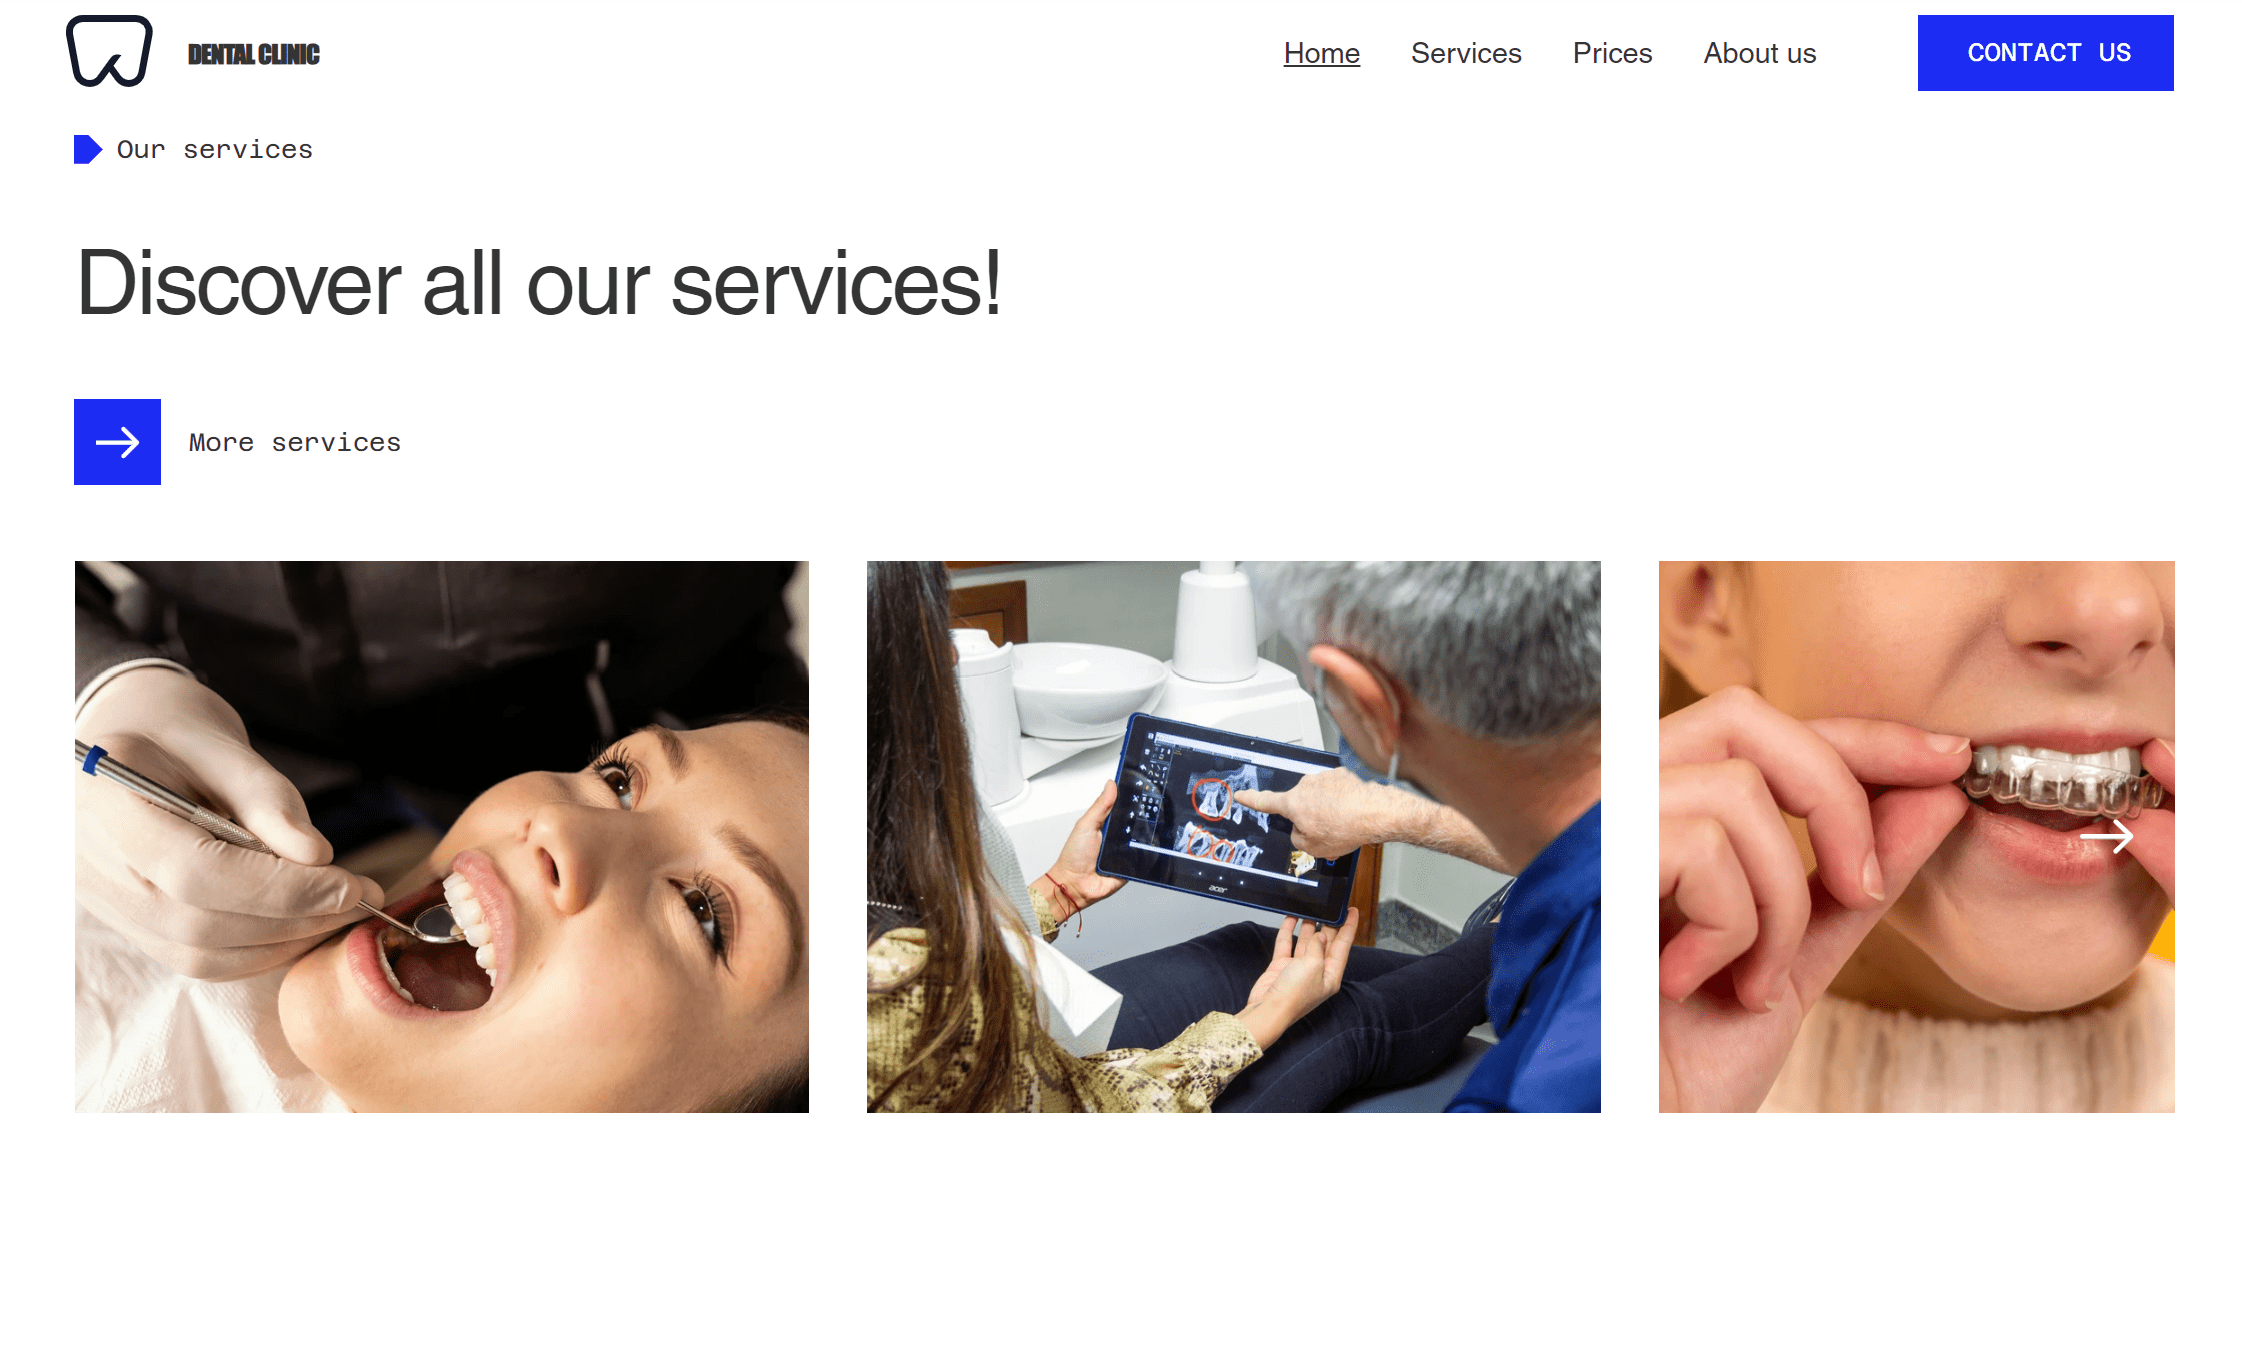 DENTAL CLINIC
Home Services Prices About us CONTACT US
Our services
Discover all our services!
More services
acer